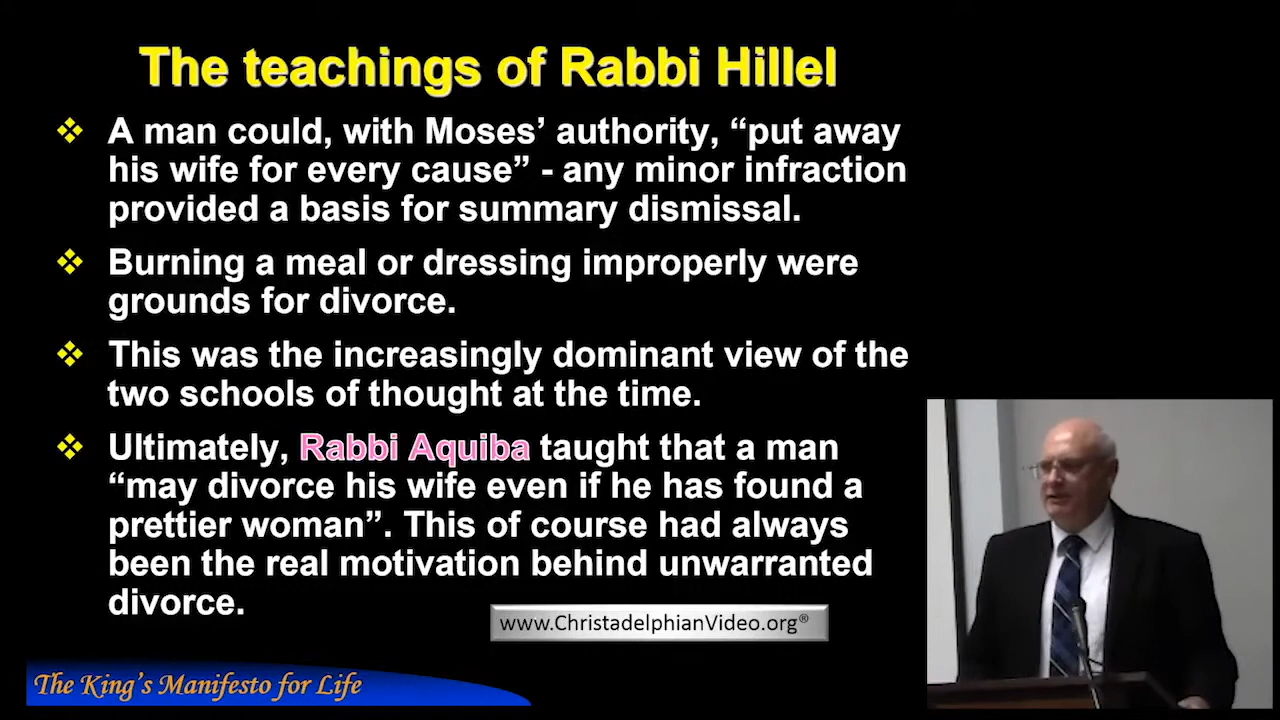 The teachings of Rabbi Hillel
❖ A man could, with Moses’ authority, “put away
his wife for every cause” - any minor infraction
provided a basis for summary dismissal.
❖ Burning a meal or dressing improperly were
grounds for divorce.
❖ This was the increasingly dominant view of the
two schools of thought at the time.
❖ Ultimately, Rabbi Aquiba taught that a man
“may divorce his wife even if he has found a
prettier woman”. This of course had always
been the real motivation behind unwarranted
divorce.
www.ChristadelphianVideo.org®
The King’s Manifesto for Life